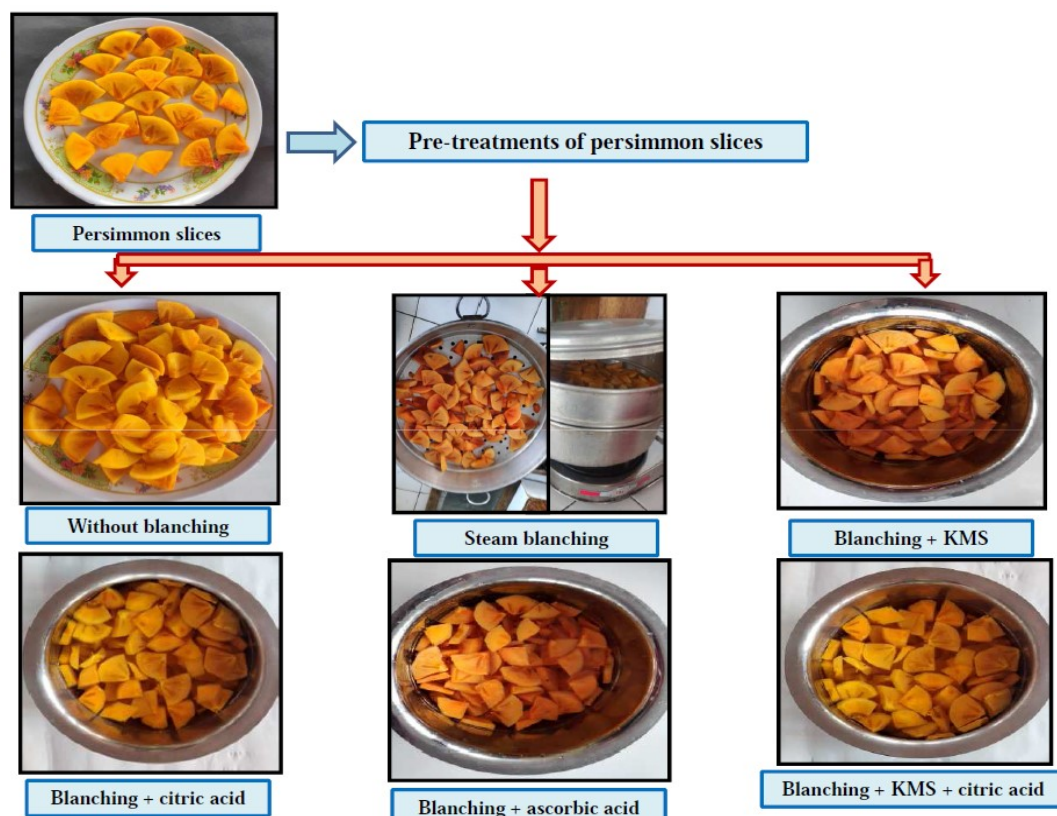 Pre-treatments of persimmon slices
Persimmon slices
Without blanching
Steam blanching
Blanching + KMS
Blanching + citric acid
Blanching + ascorbic acid
Blanching + KMS + citric acid